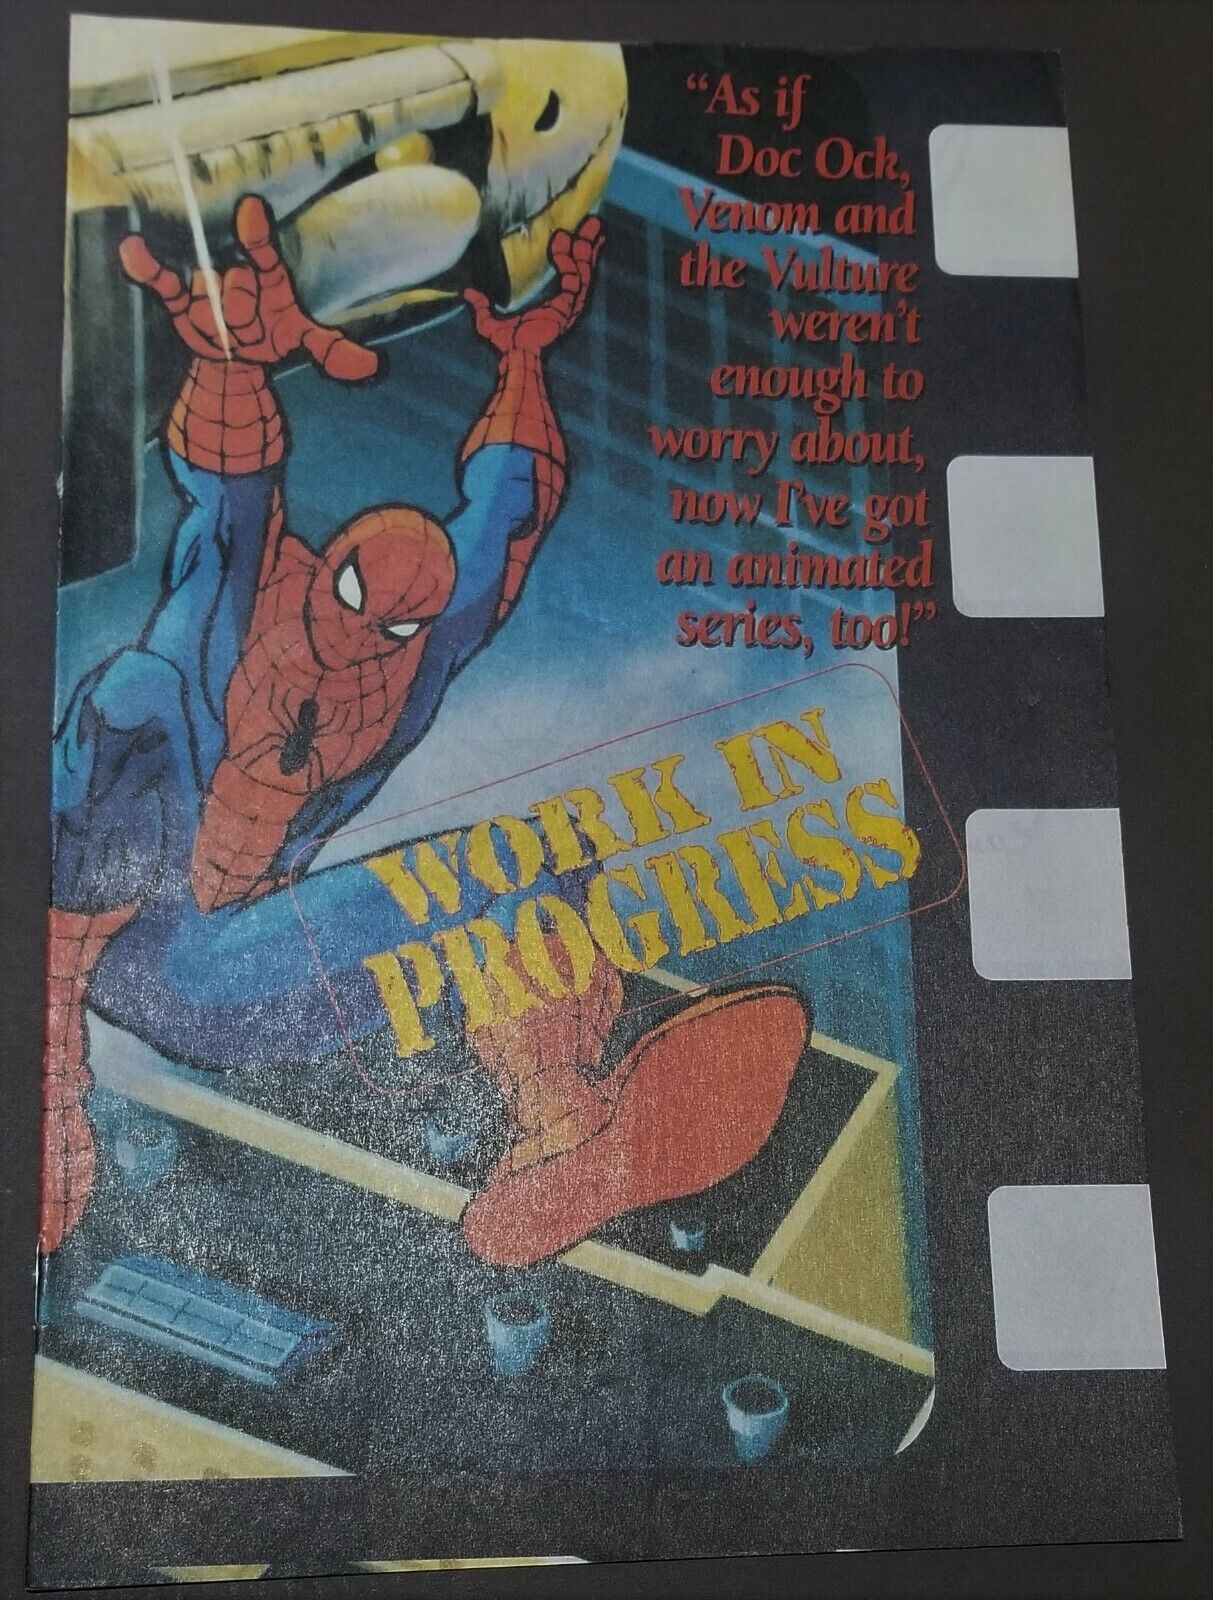 “As if
Doc Ock,
Venom and
the Vulture
weren't
enough to
worry about,
now I've got
an animated
series, too!”
WORK IN
PROGRESS